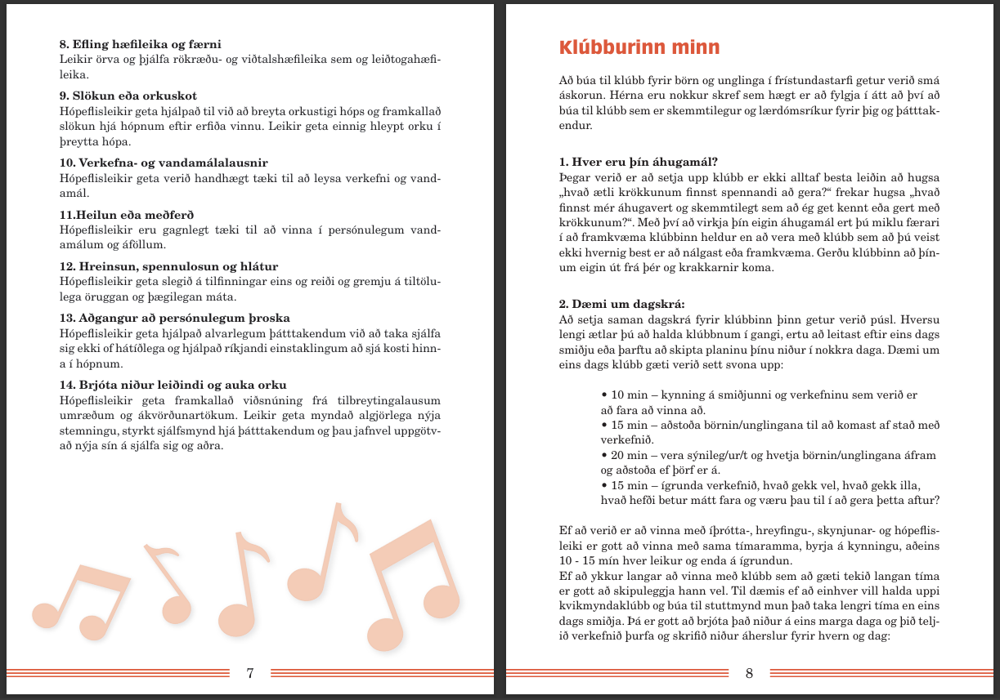 8. Efling hæfileika og færni
Leikir örva og þjálfa rökræðu- og viðtalshæfileika sem og leiðtogahæfi-
leika.
9. Slökun eða orkuskot
Hópeflisleikir geta hjálpað til við að breyta orkustigi hóps og framkallað
slökun hjá hópnum eftir erfiða vinnu. Leikir geta einnig hleypt orku í
þreytta hópa.
10. Verkefna- og vandamálalausnir
Hópeflisleikir geta verið handhægt tæki til að leysa verkefni og vand-
amál.
11.Heilun eða meðferð
Hópeflisleikir eru gagnlegt tæki til að vinna í persónulegum vand-
amálum og áföllum.
12. Hreinsun, spennulosun og hlátur
Hópeflisleikir geta slegið á tilfinningar eins og reiði og gremju á tiltölu-
lega öruggan og þægilegan máta.
13. Aðgangur að persónulegum þroska
Hópeflisleikir geta hjálpað alvarlegum þátttakendum við að taka sjálfa
sig ekki of hátíðlega og hjálpað ríkjandi einstaklingum að sjá kosti hinn-
a í hópnum.
14. Brjóta niður leiðindi og auka orku
Hópeflisleikir geta framkallað viðsnúning frá tilbreytingalausum
umræðum og ákvörðunartökum. Leikir geta myndað algjörlega nýja
stemningu, styrkt sjálfsmynd hjá þátttakendum og þau jafnvel uppgötv-
að nýja sín á sjálfa sig og aðra.
7
Klúbburinn minn
Að búa til klúbb fyrir börn og unglinga í frístundastarfi getur verið smá
áskorun. Hérna eru nokkur skref sem hægt er að fylgja í átt að því að
búa til klúbb sem er skemmtilegur og lærdómsríkur fyrir þig og þátttak-
endur.
1. Hver eru þín áhugamál?
Þegar verið er að setja upp klúbb er ekki alltaf besta leiðin að hugsa
„hvað ætli krökkunum finnst spennandi að gera?“ frekar hugsa „hvað
finnst mér áhugavert og skemmtilegt sem að ég get kennt eða gert með
krökkunum?“. Með því að virkja þín eigin áhugamál ert þú miklu færari
í að framkvæma klúbbinn heldur en að vera með klúbb sem að þú veist
ekki hvernig best er að nálgast eða framkvæma. Gerðu klúbbinn að þín-
um eigin út frá þér og krakkarnir koma.
2. Dæmi um dagskrá:
Að setja saman dagskrá fyrir klúbbinn þinn getur verið púsl. Hversu
lengi ætlar þú að halda klúbbnum í gangi, ertu að leitast eftir eins dags
smiðju eða þarftu að skipta planinu þínu niður í nokkra daga. Dæmi um
eins dags klúbb gæti verið sett svona upp:
• 10 min – kynning á smiðjunni og verkefninu sem verið er
að fara að vinna að.
• 15 min – aðstoða börnin/unglingana til að komast af stað með
verkefnið.
• 20 min – vera sýnileg/ur/t og hvetja börnin/unglingana áfram
og aðstoða ef þörf er á.
• 15 min – ígrunda verkefnið, hvað gekk vel, hvað gekk illa,
hvað hefði betur mátt fara og væru þau til í að gera þetta aftur?
Ef að verið er að vinna með íþrótta-, hreyfingu-, skynjunar- og hópeflis-
leiki er gott að vinna með sama tímaramma, byrja á kynningu, aðeins
10 - 15 mín hver leikur og enda á ígrundun.
Ef að ykkur langar að vinna með klúbb sem að gæti tekið langan tíma
er gott að skipuleggja hann vel. Til dæmis ef að einhver vill halda uppi
kvikmyndaklúbb og búa til stuttmynd mun það taka lengri tíma en eins
dags smiðja. Þá er gott að brjóta það niður á eins marga daga og þið telj-
ið verkefnið þurfa og skrifið niður áherslur fyrir hvern og dag:
8